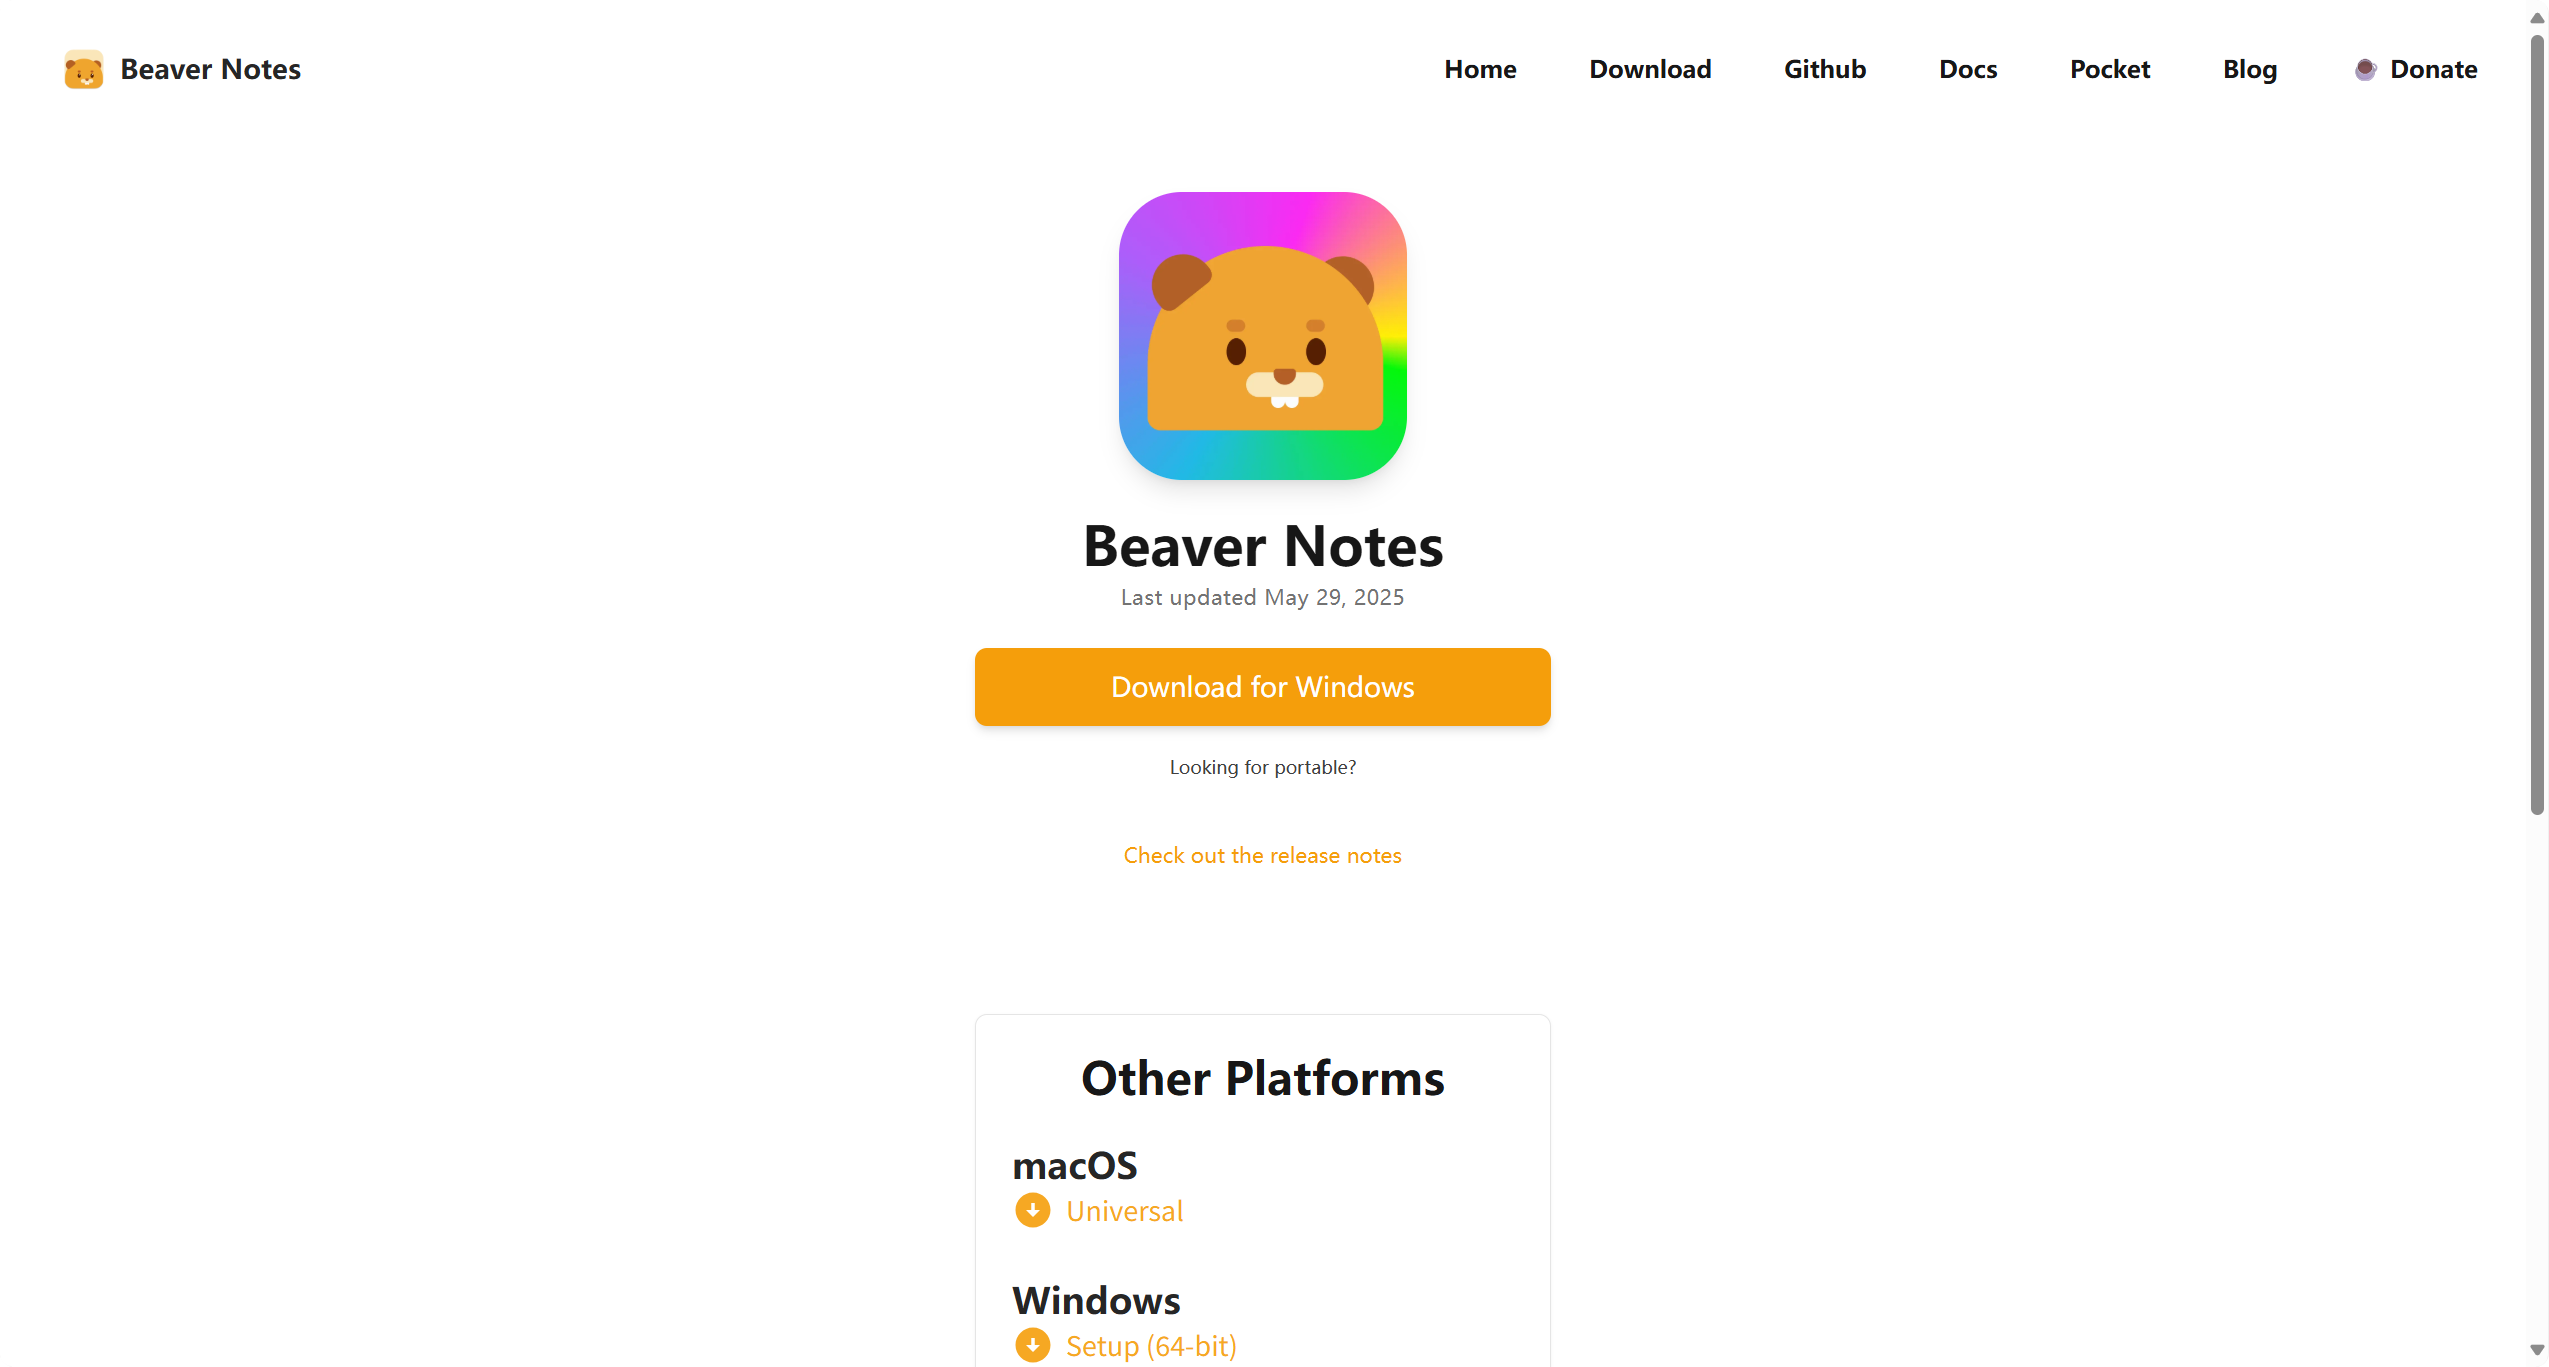 Beaver Notes
Home Download Github Docs Pocket Blog Donate
Beaver Notes
Last updated May 29, 2025
Download for Windows
Looking for portable?
Check out the release notes
Other Platforms
macOS
Universal
Windows
Setup (64-bit)